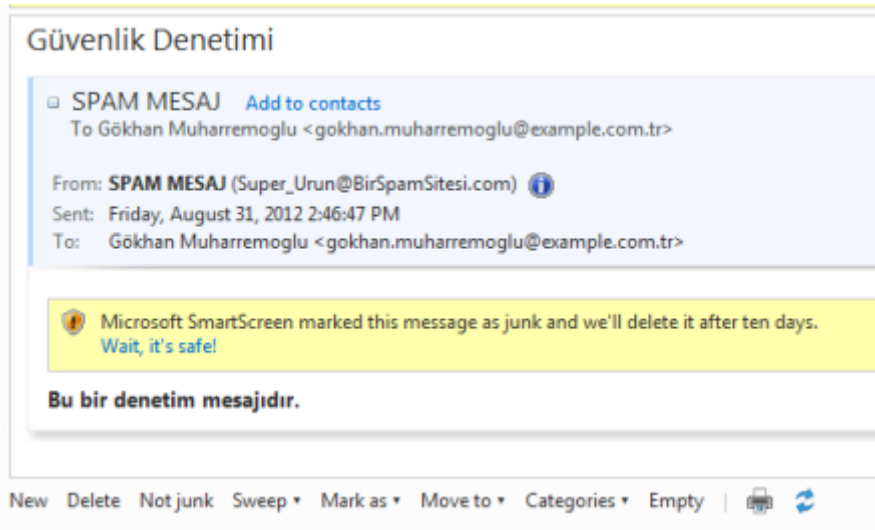 Güvenlik Denetimi
SPAM MESAJ Add to contacts
To Gökhan Muharremoglu <gokhan.muharremoglu@example.com.tr>
From: SPAM MESAJ (Super_Urun@BirSpamSitesi.com)
Sent: Friday, August 31, 2012 2:46:47 PM
To: Gökhan Muharremoglu <gokhan.muharremoglu@example.com.tr>
Microsoft SmartScreen marked this message as junk and we'll delete it after ten days.
Wait, it's safe!
Bu bir denetim mesajıdır.
New Delete Not junk Sweep Mark as Move to Categories Empty